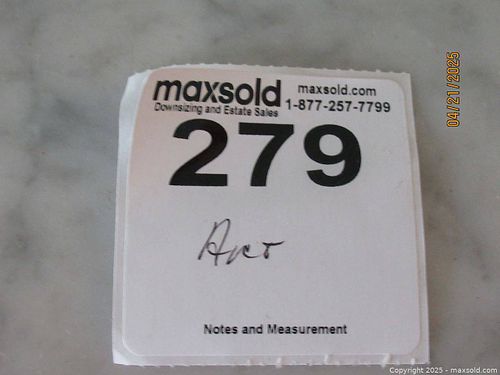 maxsold
Downsizing and Estate Sales
maxsold.com
1-877-257-7799
279
Notes and Measurement
04/21/2025
Copyright 2025 - maxsold.com